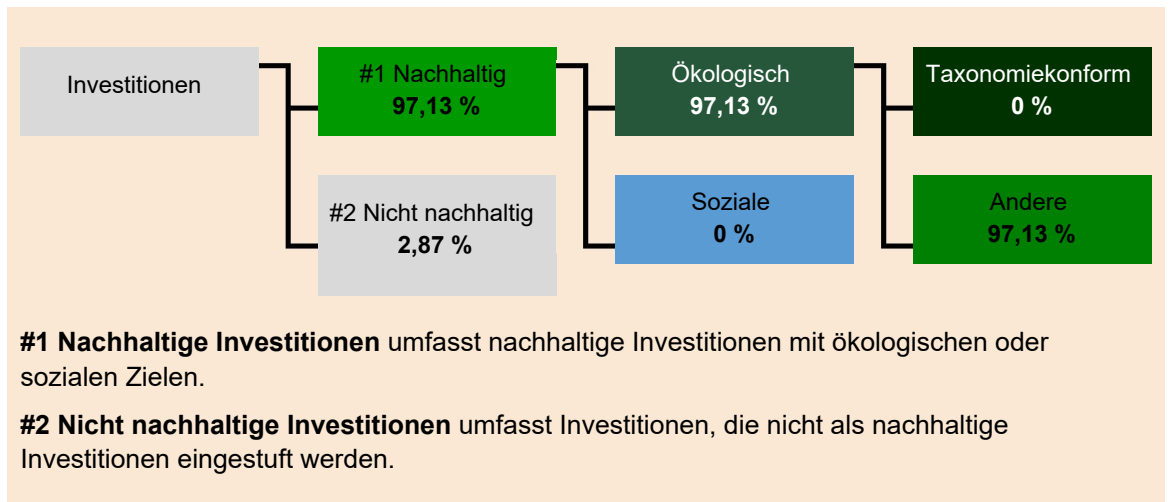 Investitionen
#1 Nachhaltig
97,13 %
Ökologisch
97,13 %
Taxonomiekonform
0 %
#2 Nicht nachhaltig
2,87 %
Soziale
0 %
Andere
97,13 %
#1 Nachhaltige Investitionen umfasst nachhaltige Investitionen mit ökologischen oder
sozialen Zielen.
#2 Nicht nachhaltige Investitionen umfasst Investitionen, die nicht als nachhaltige
Investitionen eingestuft werden.